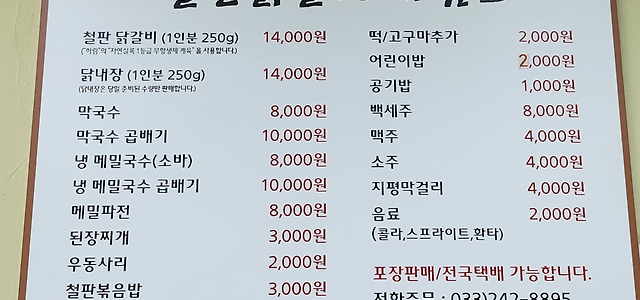 철판 닭갈비 (1인분 250g) 14,000원
("하림"의 "자연실록 1등급 무항생제 계육"을 사용합니다)
닭내장 (1인분 250g) 14,000원
(닭내장은 당일 준비된 수량만 판매합니다.)
막국수 8,000원
막국수 곱배기 10,000원
냉 메밀국수(소바) 8,000원
냉 메밀국수 곱배기 10,000원
메밀파전 8,000원
된장찌개 3,000원
우동사리 2,000원
철판볶음밥 3,000원
떡/고구마추가 2,000원
어린이밥 2,000원
공기밥 1,000원
백세주 8,000원
맥주 4,000원
소주 4,000원
지평막걸리 4,000원
음료 2,000원
(콜라,스프라이트,환타)
포장판매/전국택배 가능합니다.
전화주문 : 033)242-8895